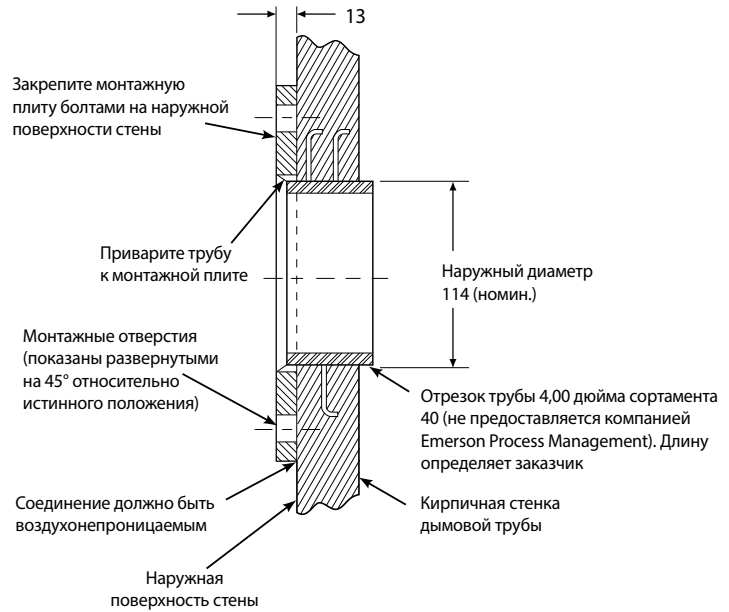 13
Закрепите монтажную
плиту болтами на наружной
поверхности стены
Приварите трубу
к монтажной плите
Наружный диаметр
114 (номин.)
Монтажные отверстия
(показаны развернутыми
на 45° относительно
истинного положения)
Отрезок трубы 4,00 дюйма сортамента
40 (не предоставляется компанией
Emerson Process Management). Длину
определяет заказчик
Соединение должно быть
воздухонепроницаемым
Кирпичная стенка
дымовой трубы
Наружная
поверхность стены